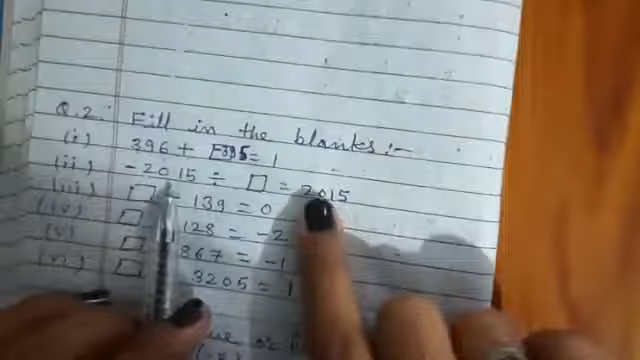 Q.2. Fill in the blanks:-
(i) 396 + [-395 = 1
(ii) -2015 ÷ □ = 2015
(iii) □ 139 = 0
(iv) □ 128 = -2
(v) □ 867 = -1
(vi) □ 3205 = 1